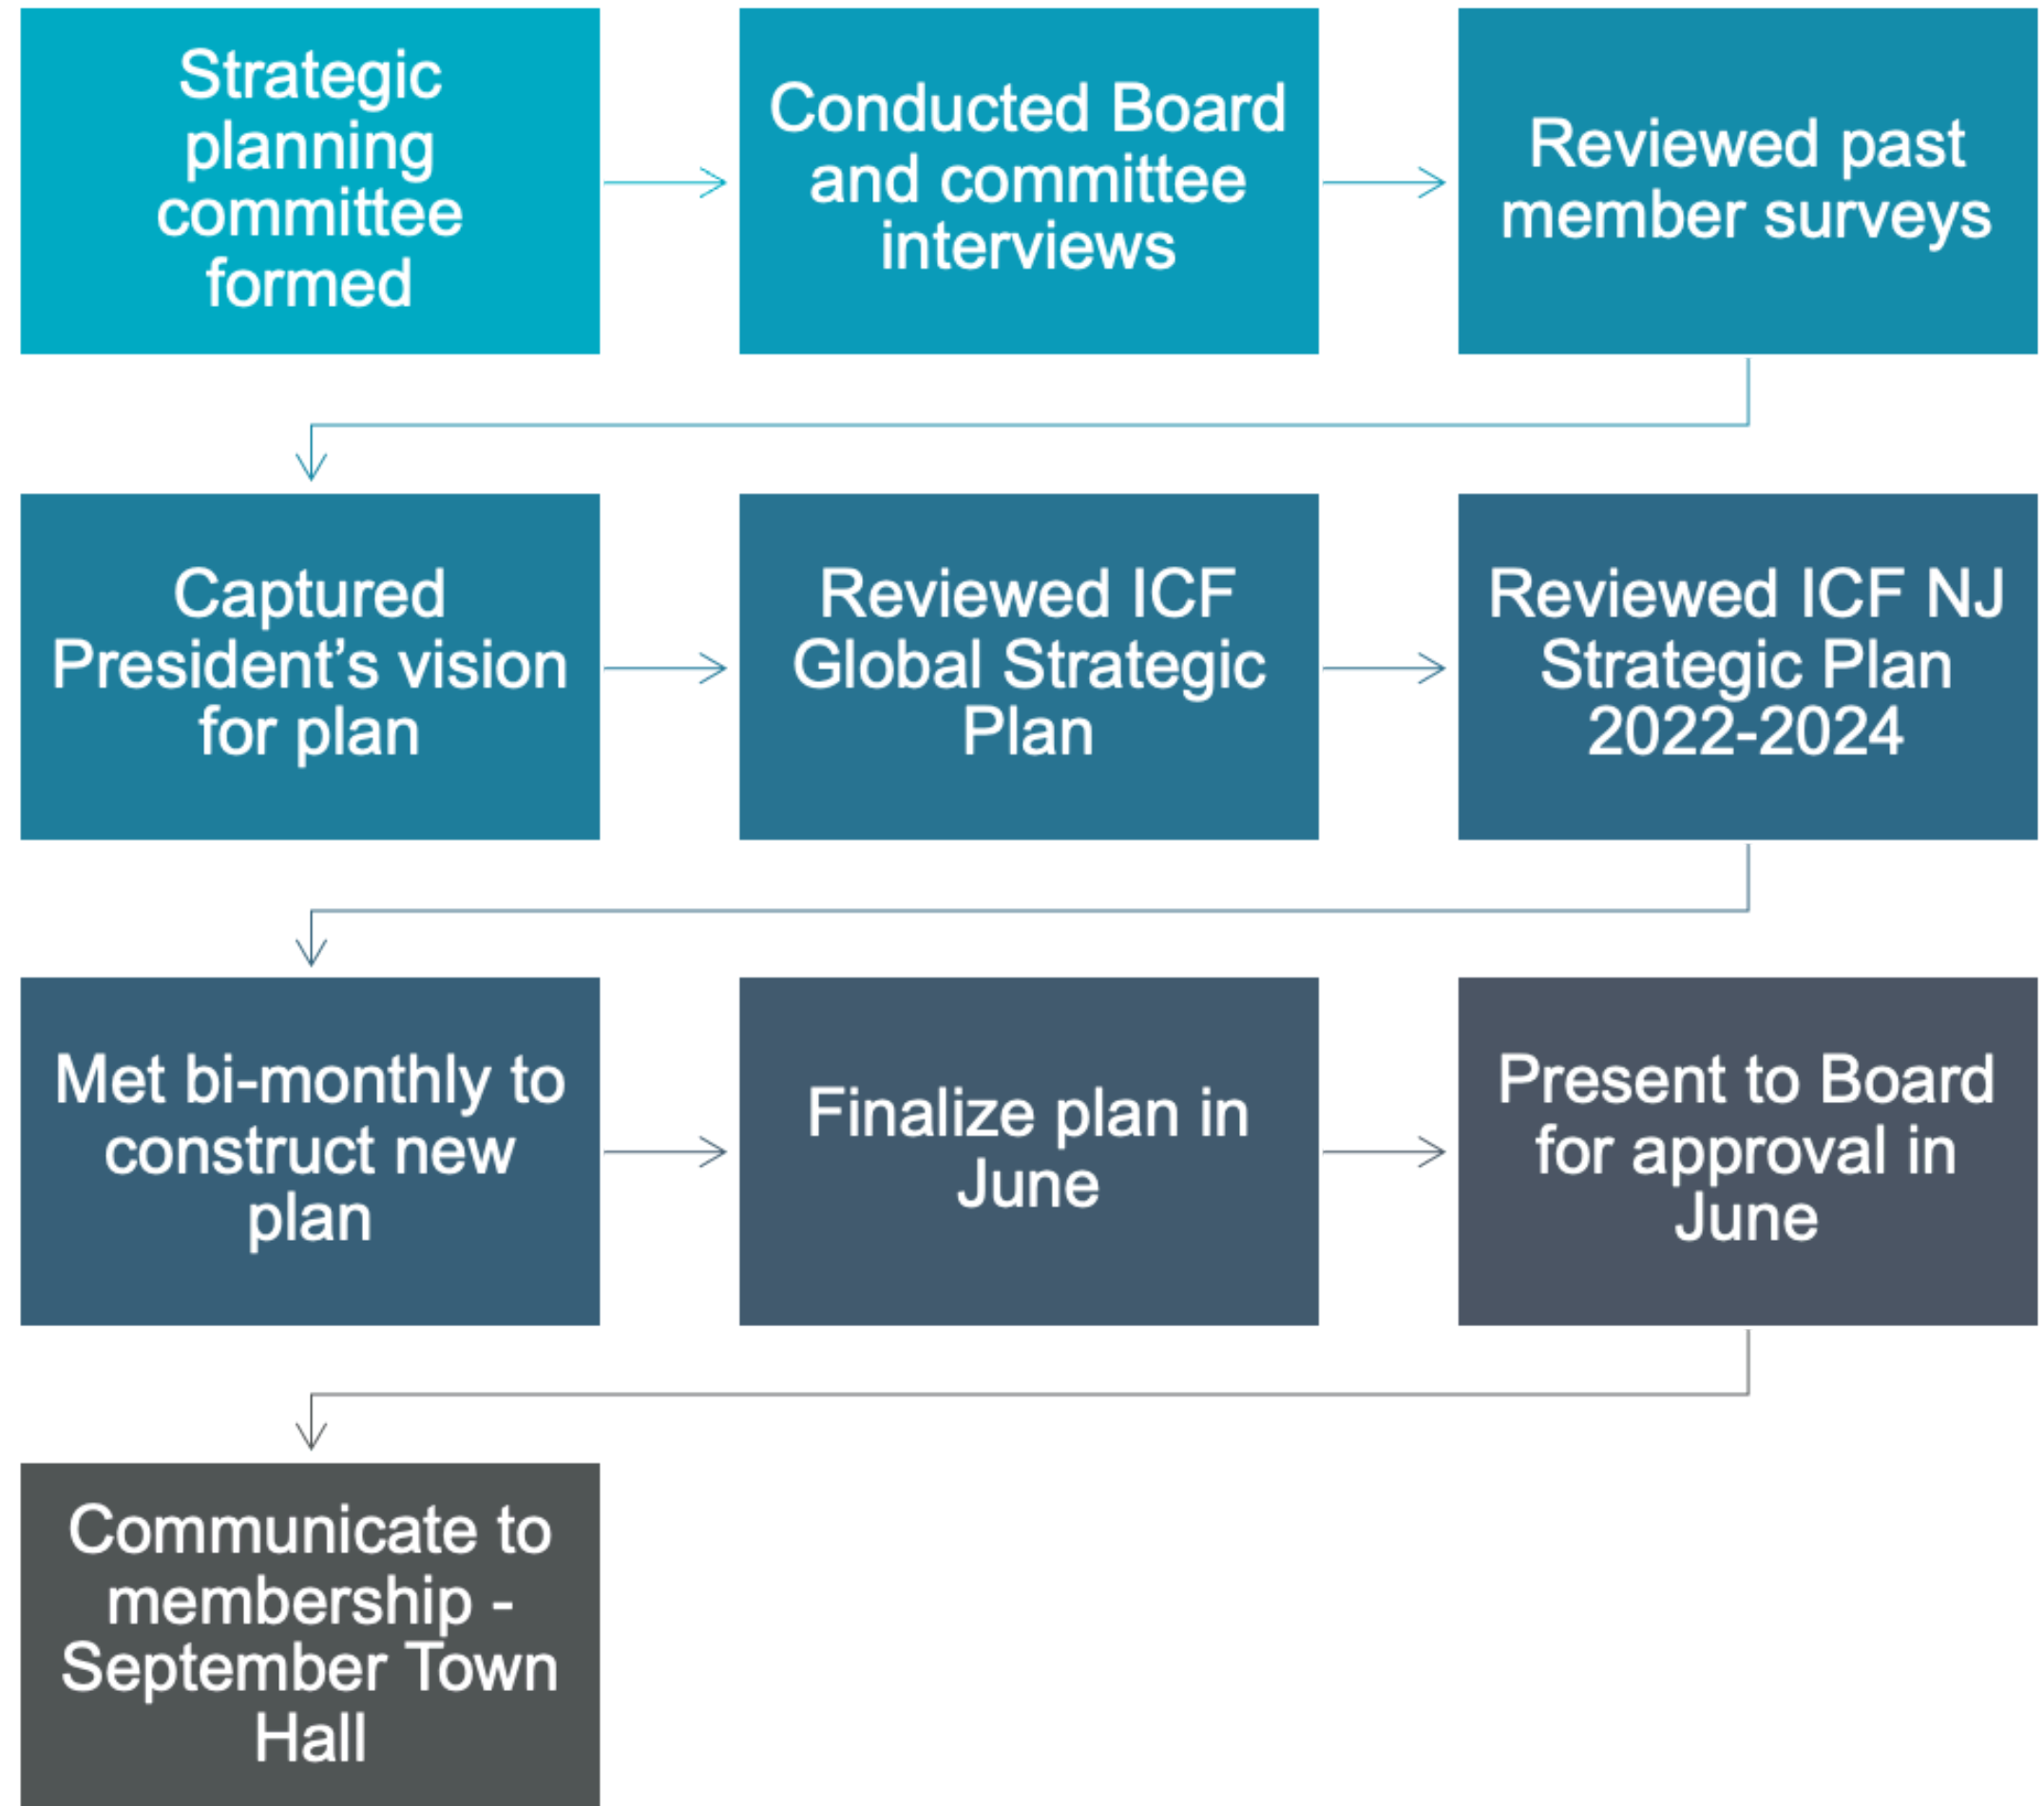 Strategic
planning
committee
formed
Conducted Board
and committee
interviews
Reviewed past
member surveys
Captured
President’s vision
for plan
Reviewed ICF
Global Strategic
Plan
Reviewed ICF NJ
Strategic Plan
2022-2024
Met bi-monthly to
construct new
plan
Finalize plan in
June
Present to Board
for approval in
June
Communicate to
membership -
September Town
Hall